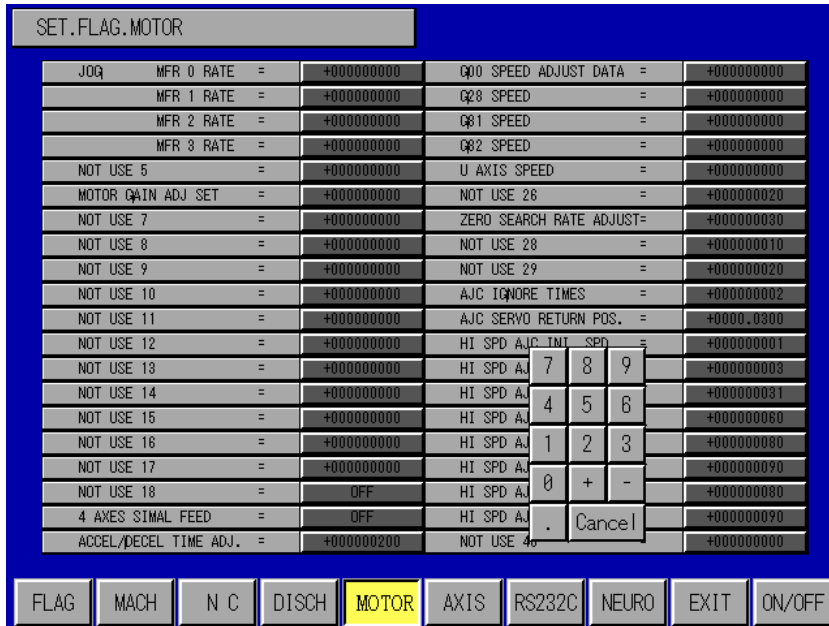 SET.FLAG.MOTOR
JOG MFR 0 RATE = +000000000 G00 SPEED ADJUST DATA = +000000000
MFR 1 RATE = +000000000 G28 SPEED = +000000000
MFR 2 RATE = +000000000 G81 SPEED = +000000000
MFR 3 RATE = +000000000 G82 SPEED = +000000000
NOT USE 5 = +000000000 U AXIS SPEED = +000000000
MOTOR GAIN ADJ SET = +000000000 NOT USE 26 = +000000020
NOT USE 7 = +000000000 ZERO SEARCH RATE ADJUST= +000000030
NOT USE 8 = +000000000 NOT USE 28 = +000000010
NOT USE 9 = +000000000 NOT USE 29 = +000000020
NOT USE 10 = +000000000 AJC IGNORE TIMES = +000000002
NOT USE 11 = +000000000 AJC SERVO RETURN POS. = +0000.0300
NOT USE 12 = +000000000 HI SPD AJC INI. SPD = +000000001
NOT USE 13 = +000000000 HI SPD AJ 7 8 9 +000000003
NOT USE 14 = +000000000 HI SPD AJ +000000031
NOT USE 15 = +000000000 HI SPD AJ 4 5 6 +000000060
NOT USE 16 = +000000000 HI SPD AJ 1 2 3 +000000080
NOT USE 17 = +000000000 HI SPD AJ +000000090
NOT USE 18 = OFF HI SPD AJ 0 + - +000000080
4 AXES SIMAL FEED = OFF HI SPD AJ . Cancel +000000090
ACCEL/DECEL TIME ADJ. = +000000200 NOT USE +000000000
FLAG MACH N C DISCH MOTOR AXIS RS232C NEURO EXIT ON/OFF